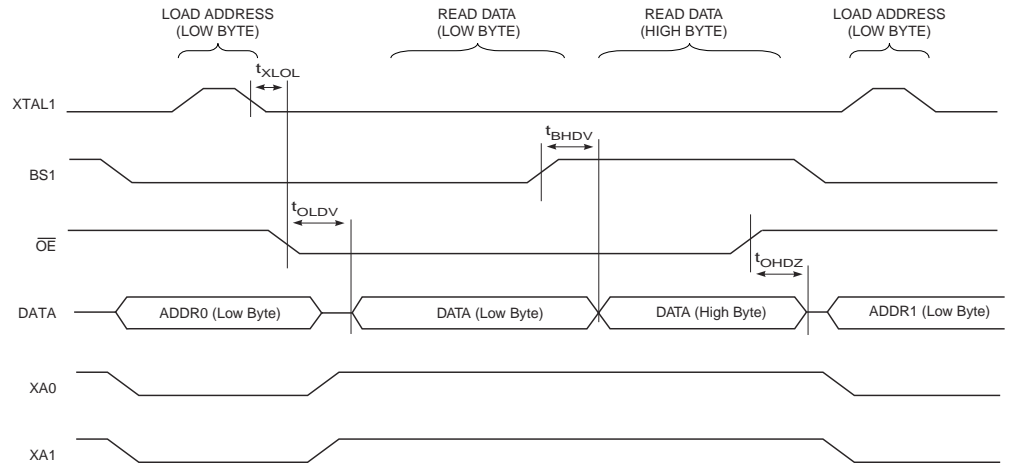 LOAD ADDRESS
(LOW BYTE)
READ DATA
(LOW BYTE)
READ DATA
(HIGH BYTE)
LOAD ADDRESS
(LOW BYTE)
tXLOL
XTAL1
tBHDV
BS1
tOLDV
OE
tOHDZ
DATA
ADDR0 (Low Byte)
DATA (Low Byte)
DATA (High Byte)
ADDR1 (Low Byte)
XA0
XA1